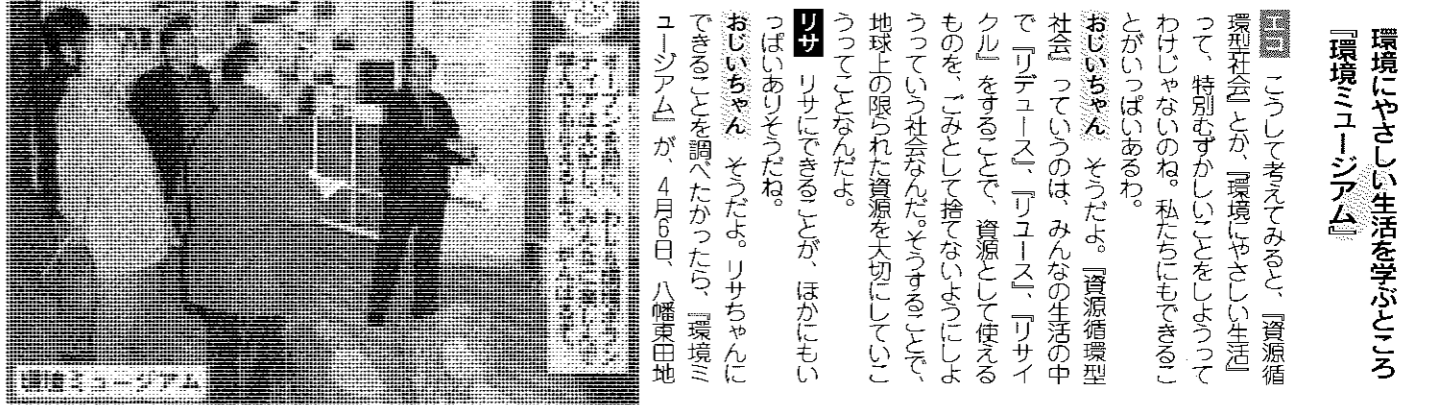 環境にやさしい生活を学ぶところ
『環境ミュージアム』
エコ　こうして考えてみると、『資源循
環型社会』とか、『環境にやさしい生活』
って、特別むずかしいことをしようって
わけじゃないのね。私たちにもできるこ
とがいっぱいあるわ。
おじいちゃん　そうだよ。『資源循環型
社会』っていうのは、みんなの生活の中
で『リデュース』、『リユース』、『リサイ
クル』をすることで、資源として使える
ものを、ごみとして捨てないようにしよ
うっていう社会なんだ。そうすることで、
地球上の限られた資源を大切にしていこ
うってことなんだよ。
リサ　リサにできることが、ほかにもい
っぱいありそうだね。
おじいちゃん　そうだよ。リサちゃんに
できることを調べたかったら、『環境ミ
ュージアム』が、4月6日、八幡東田地
環境ミュージアム